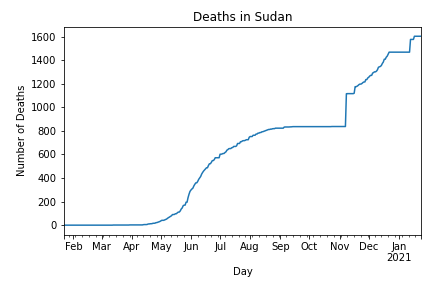 Deaths in Sudan
Number of Deaths
1600
1400
1200
1000
800
600
400
200
0
Feb Mar Apr May Jun Jul Aug Sep Oct Nov Dec Jan
2021
Day